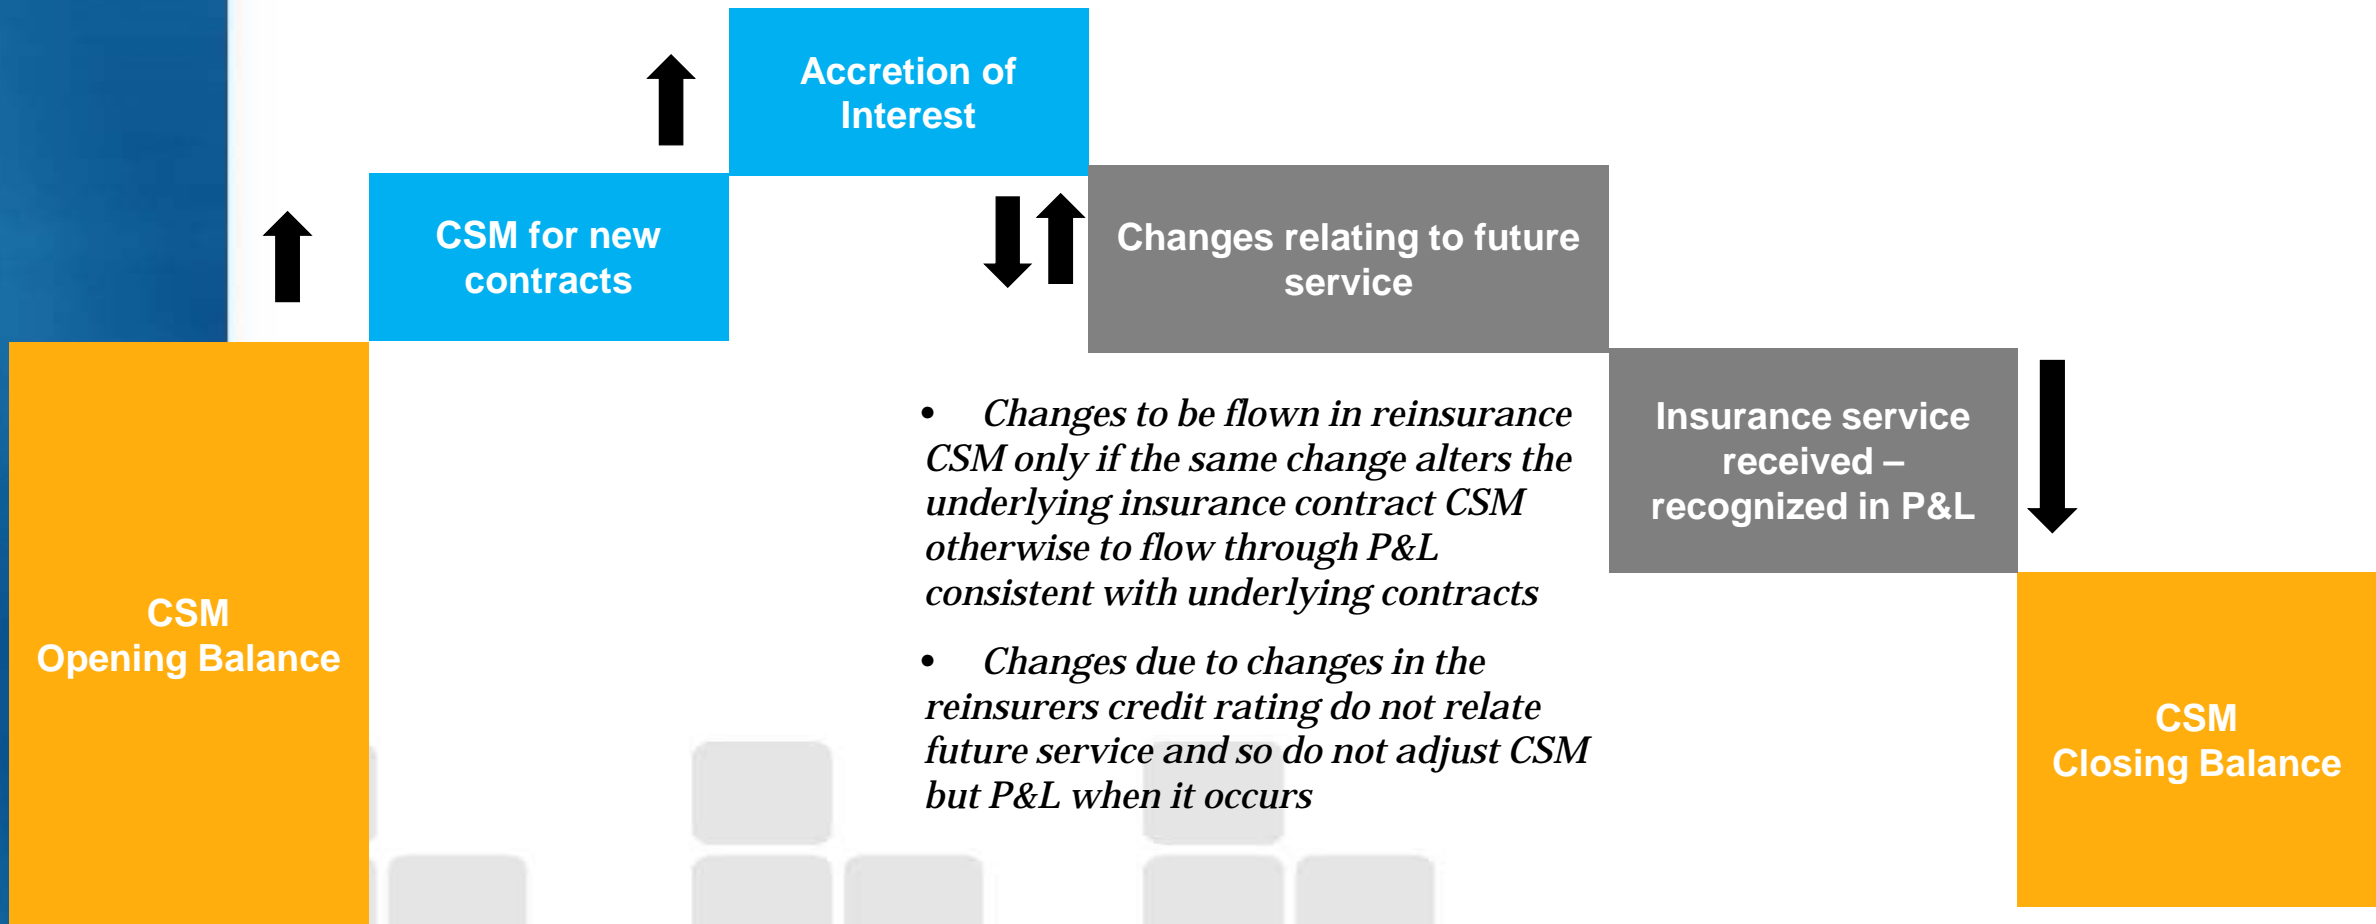 Accretion of
Interest
CSM for new
contracts
Changes relating to future
service
Insurance service
received –
recognized in P&L
• Changes to be flown in reinsurance
CSM only if the same change alters the
underlying insurance contract CSM
otherwise to flow through P&L
consistent with underlying contracts
• Changes due to changes in the
reinsurers credit rating do not relate
future service and so do not adjust CSM
but P&L when it occurs
CSM
Opening Balance
CSM
Closing Balance